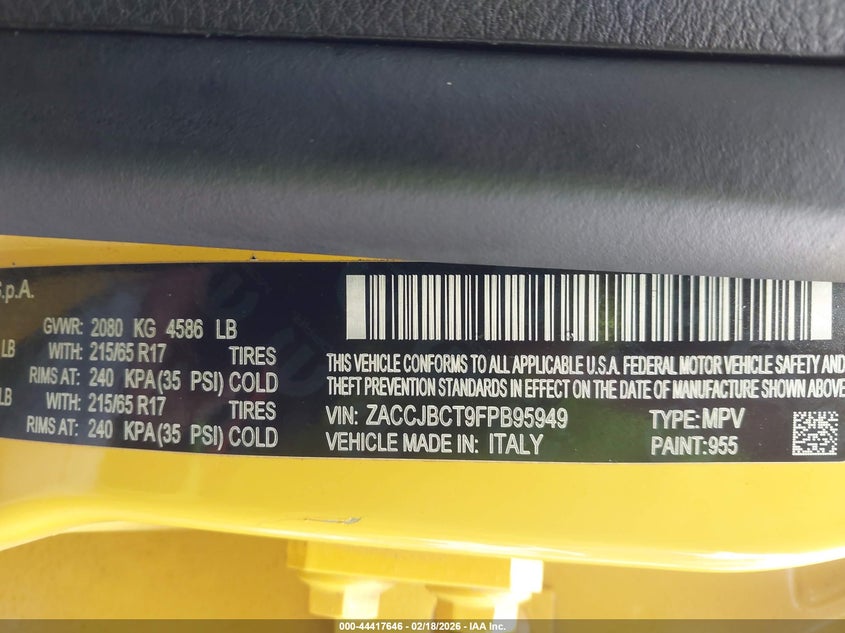 S.p.A.
GVWR: 2080 KG 4586 LB
LB WITH: 215/65 R17 TIRES
RIMS AT: 240 KPA(35 PSI) COLD
LB WITH: 215/65 R17 TIRES
RIMS AT: 240 KPA(35 PSI) COLD
THIS VEHICLE CONFORMS TO ALL APPLICABLE U.S.A. FEDERAL MOTOR VEHICLE SAFETY AND
THEFT PREVENTION STANDARDS IN EFFECT ON THE DATE OF MANUFACTURE SHOWN ABOVE
VIN: ZACCJBCT9FPB95949 TYPE: MPV
VEHICLE MADE IN: ITALY PAINT:955
000-44417646 - 02/18/2026 - IAA Inc.